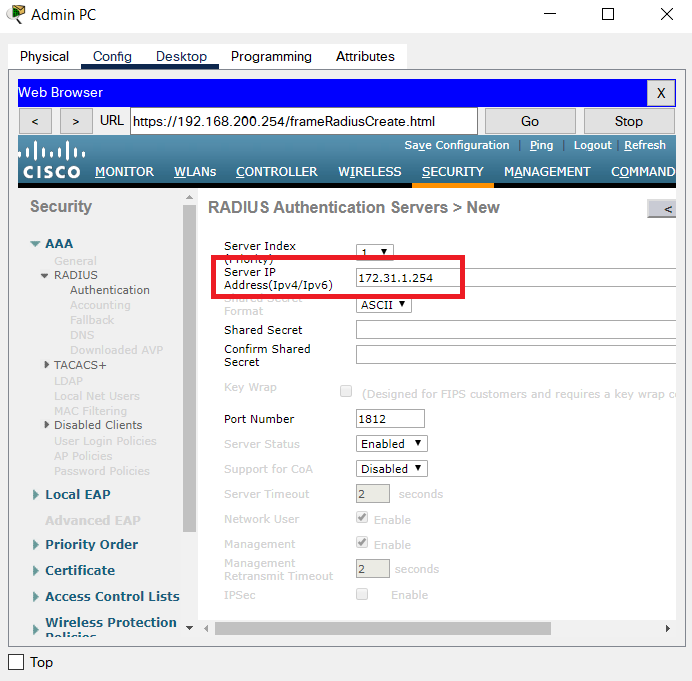 Admin PC
Physical Config Desktop Programming Attributes
Web Browser X
< > URL https://192.168.200.254/frameRadiusCreate.html Go Stop
Save Configuration Ping Logout Refresh
CISCO MONITOR WLANs CONTROLLER WIRELESS SECURITY MANAGEMENT COMMAND
Security
AAA
General
RADIUS
Authentication
Accounting
Fallback
DNS
Downloaded AVP
TACACS+
LDAP
Local Net Users
MAC Filtering
Disabled Clients
User Login Policies
AP Policies
Password Policies
Local EAP
Advanced EAP
Priority Order
Certificate
Access Control Lists
Wireless Protection
Policies
RADIUS Authentication Servers > New <
Server Index
(Priority) 1
Server IP
Address(Ipv4/Ipv6) 172.31.1.254
Shared Secret
Format ASCII
Shared Secret
Confirm Shared
Secret
Key Wrap (Designed for FIPS customers and requires a key wrap
Port Number 1812
Server Status Enabled
Support for CoA Disabled
Server Timeout 2 seconds
Network User Enable
Management Enable
Management
Retransmit Timeout 2 seconds
IPSec Enable
Top